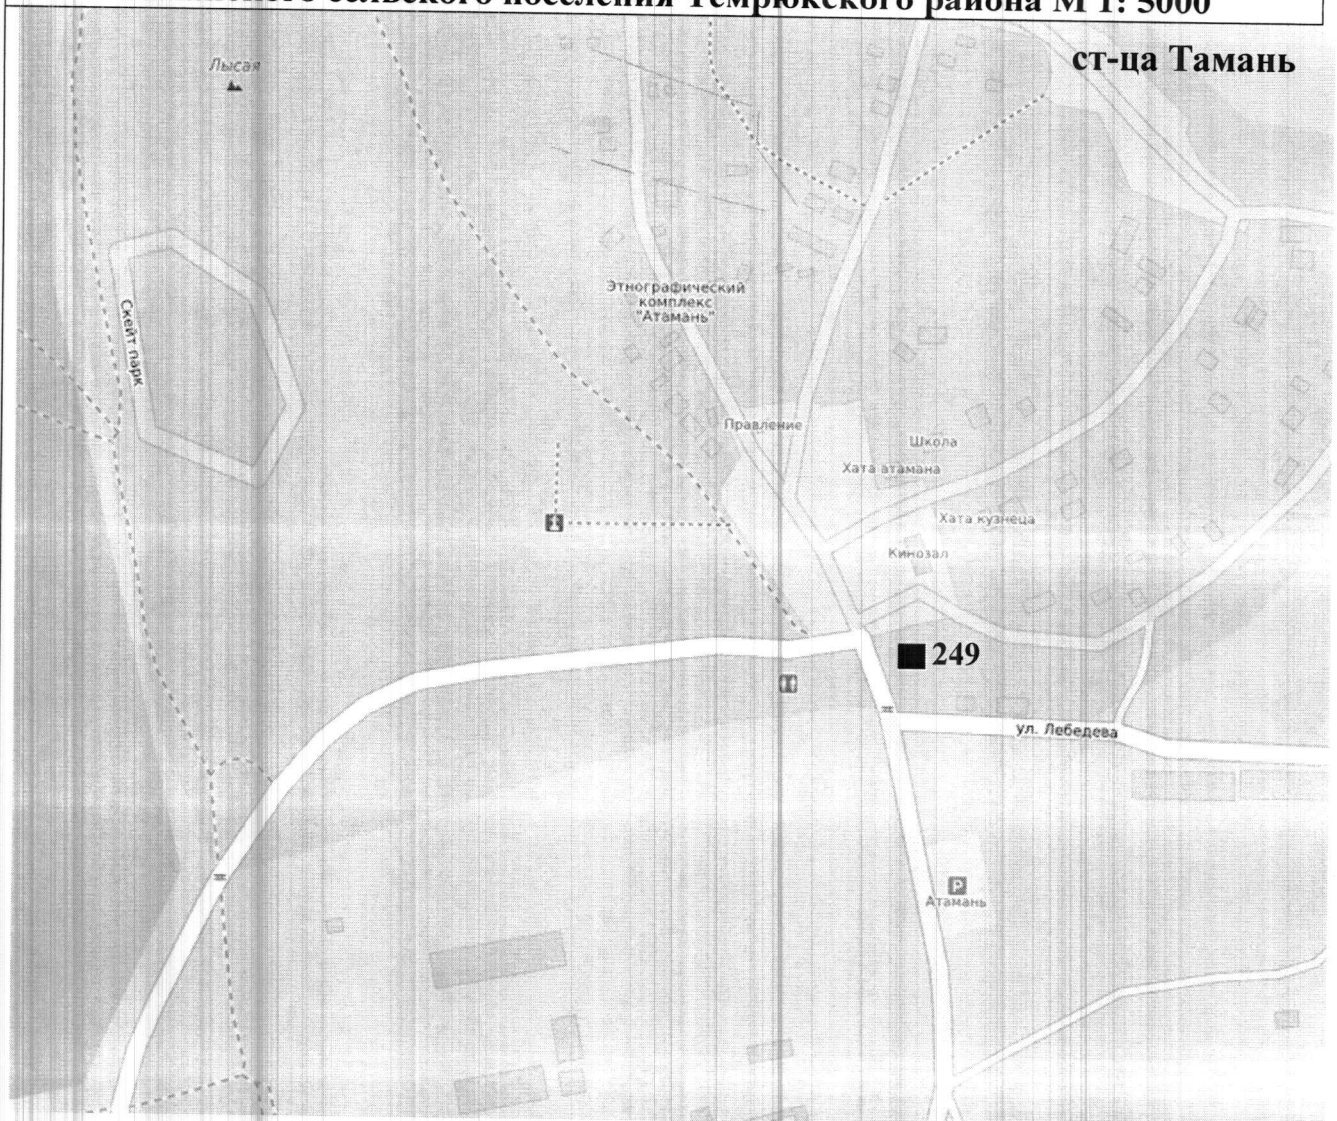 сельского поселения Темрюкского района М 1: 5000
ст-ца Тамань
Лысая
Этнографический
комплекс
"Атамань"
Скейт парк
Правление
Школа
Хата атамана
Хата кузнеца
Кинозал
249
ул. Лебедева
P
Атамань